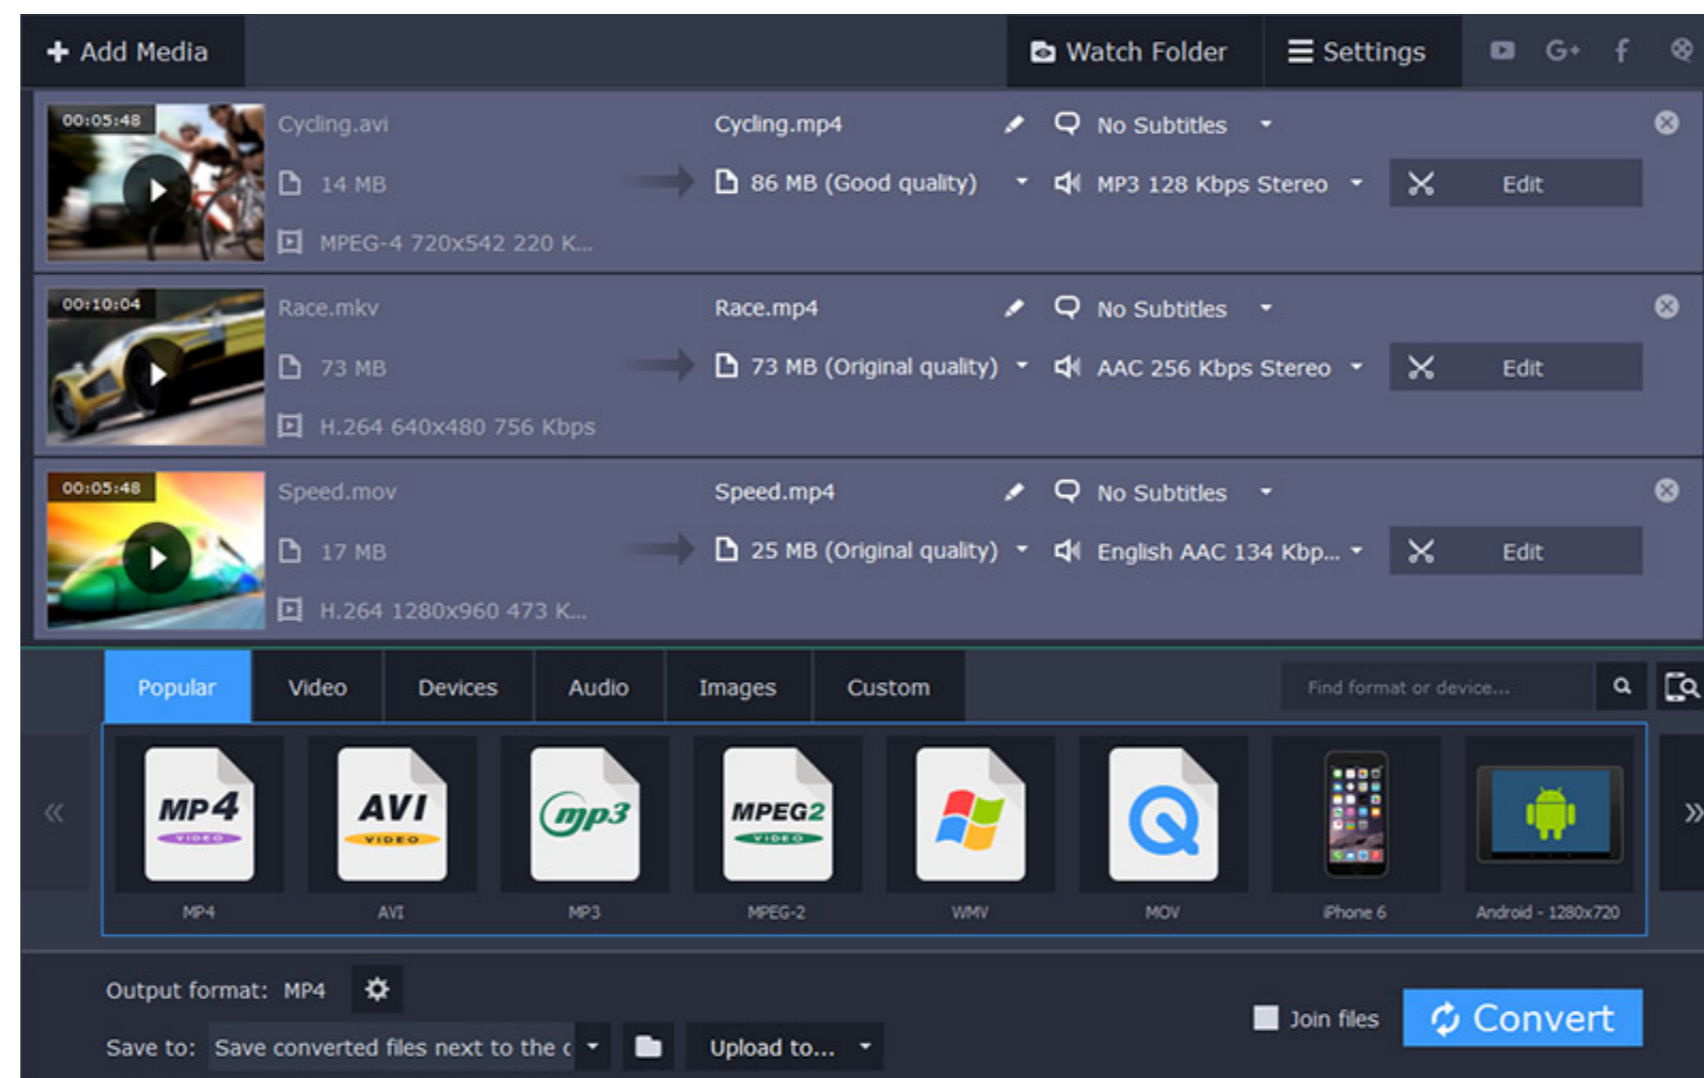 Add Media
Watch Folder
Settings
G+
f
00:05:48
Cycling.avi
Cycling.mp4
No Subtitles
14 MB
86 MB (Good quality)
MP3 128 Kbps Stereo
Edit
MPEG-4 720x542 220 K...
00:10:04
Race.mkv
Race.mp4
No Subtitles
73 MB
73 MB (Original quality)
AAC 256 Kbps Stereo
Edit
H.264 640x480 756 Kbps
00:05:48
Speed.mov
Speed.mp4
No Subtitles
17 MB
25 MB (Original quality)
English AAC 134 Kbp...
Edit
H.264 1280x960 473 K...
Popular
Video
Devices
Audio
Images
Custom
Find format or device...
MP4
VIDEO
AVI
VIDEO
mp3
MPEG2
VIDEO
MP4
AVI
MP3
MPEG-2
WMV
MOV
iPhone 6
Android - 1280x720
Output format: MP4
Join files
Convert
Save to:
Save converted files next to the
Upload to...